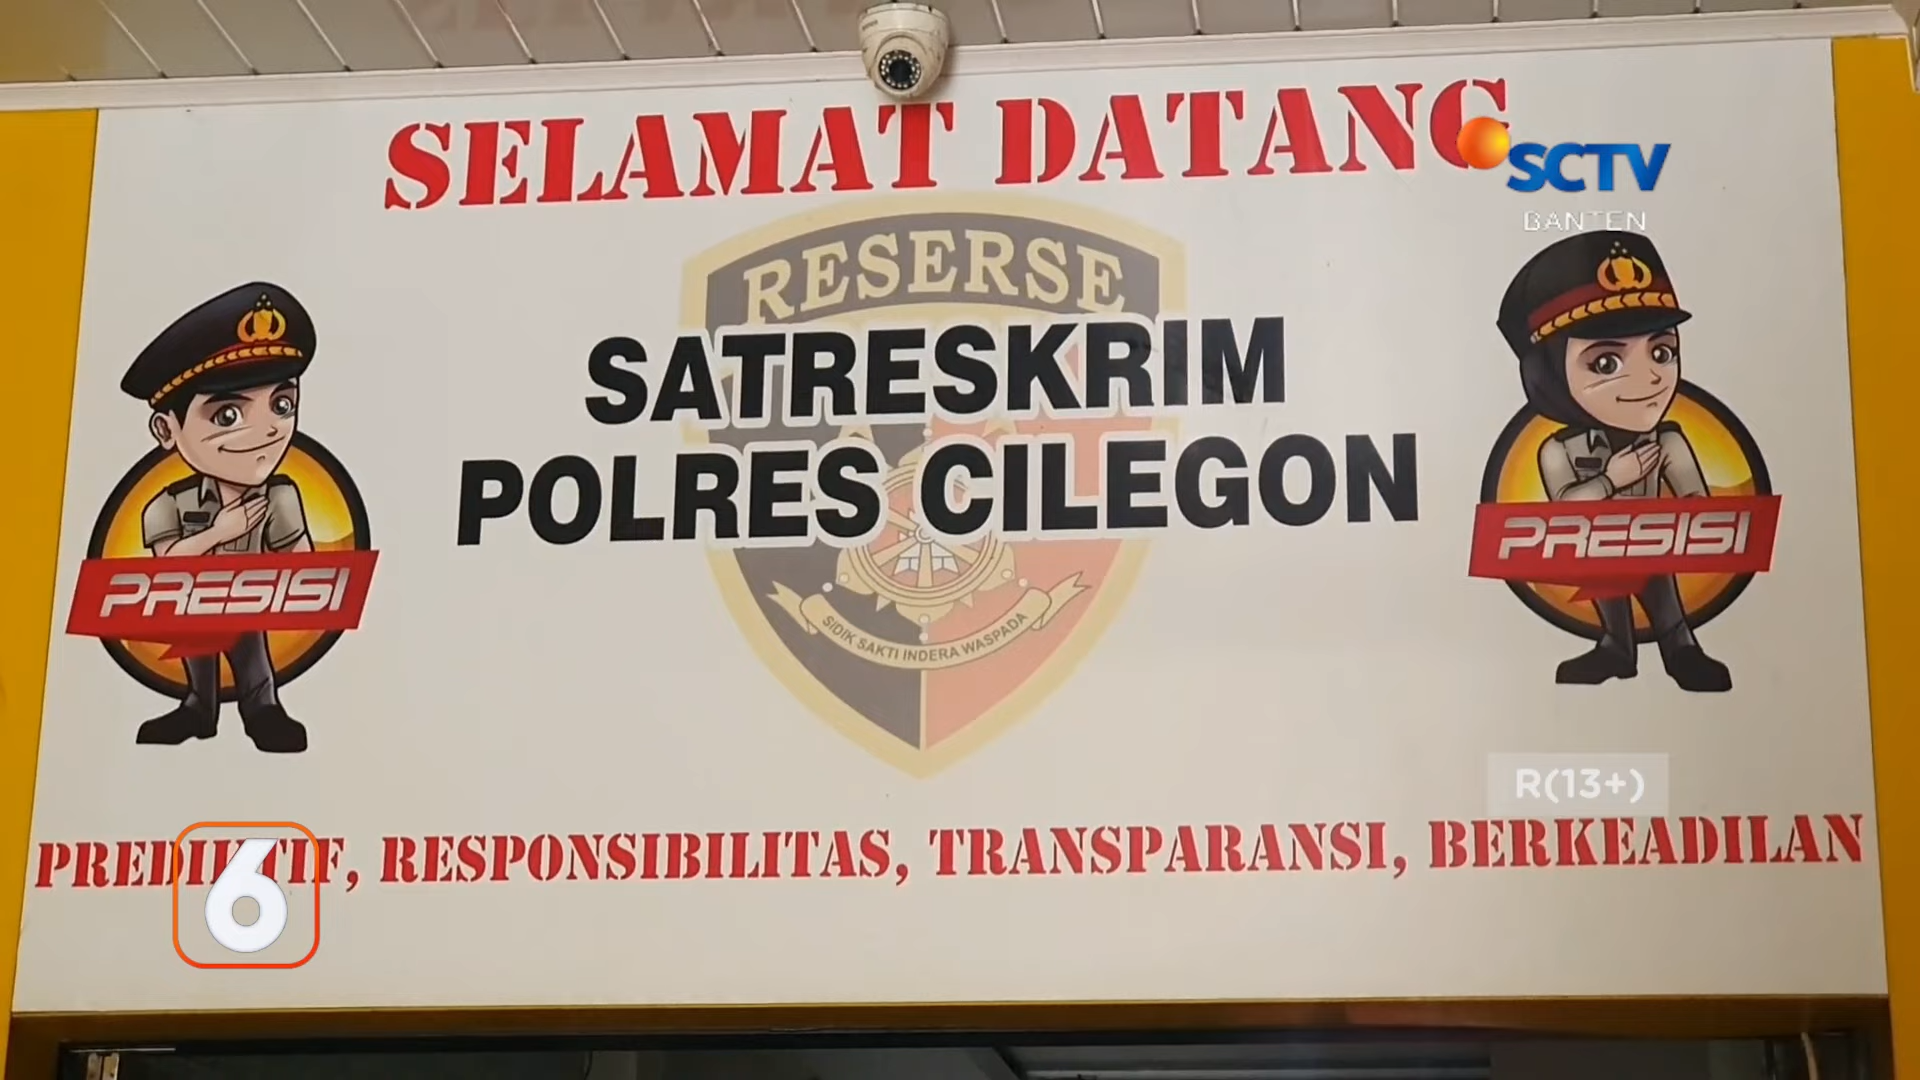 SELAMAT DATANG
SCTV
BANTEN
RESERSE
SATRESKRIM
POLRES CILEGON
PRESISI
PRESISI
SIDIK SAKTI INDERA WASPADA
R(13+)
PREDIKTIF, RESPONSIBILITAS, TRANSPARANSI, BERKEADILAN
6